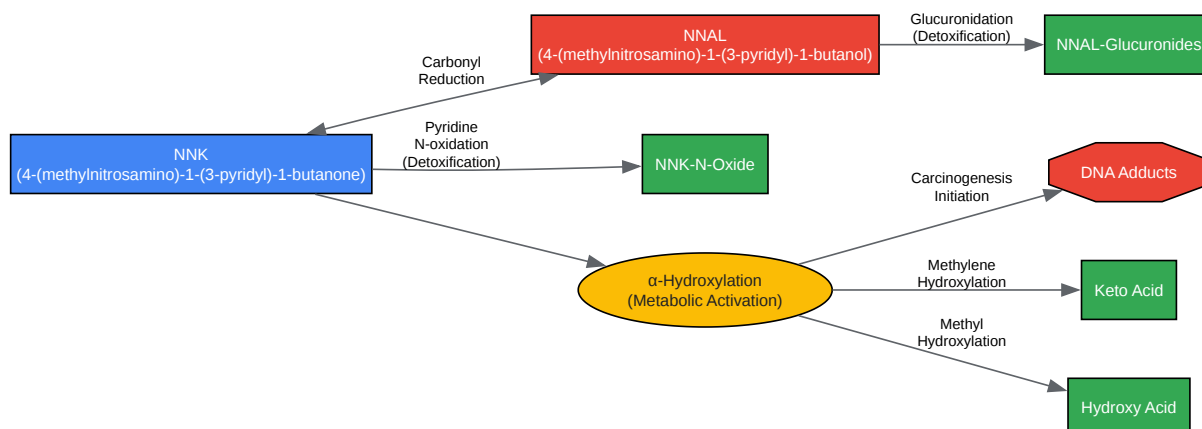 NNAL
(4-(methylnitrosamino)-1-(3-pyridyl)-1-butanol)
Glucuronidation
(Detoxification)
NNAL-Glucuronides
Carbonyl
Reduction
NNK
(4-(methylnitrosamino)-1-(3-pyridyl)-1-butanone)
Pyridine
N-oxidation
(Detoxification)
NNK-N-Oxide
Carcinogenesis
Initiation
DNA Adducts
α-Hydroxylation
(Metabolic Activation)
Methylene
Hydroxylation
Keto Acid
Methyl
Hydroxylation
Hydroxy Acid